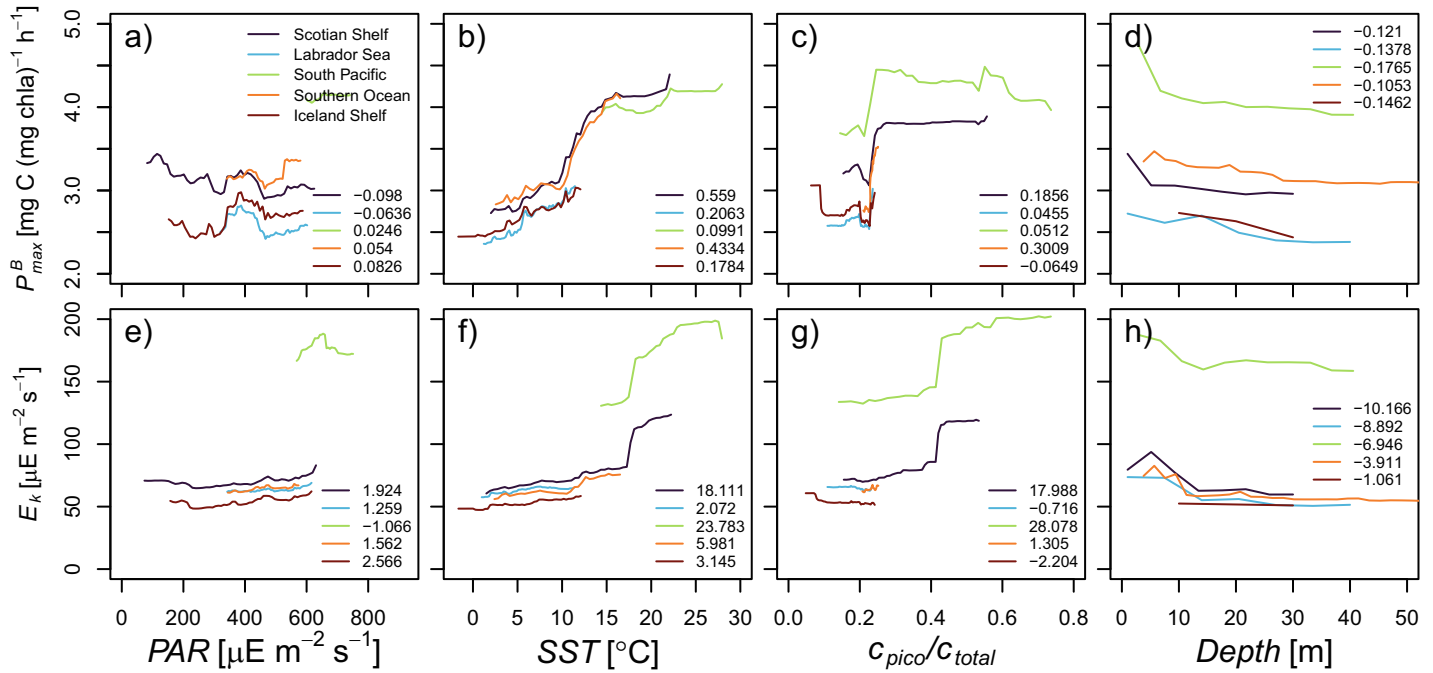 a)
Scotian Shelf
Labrador Sea
South Pacific
Southern Ocean
Iceland Shelf
−0.098
−0.0636
0.0246
0.054
0.0826
b)
0.559
0.2063
0.0991
0.4334
0.1784
c)
0.1856
0.0455
0.0512
0.3009
−0.0649
d)
−0.121
−0.1378
−0.1765
−0.1053
−0.1462
P^B_max [mg C (mg chla)^−1 h^−1]
5.0
4.0
3.0
2.0
e)
1.924
1.259
−1.066
1.562
2.566
f)
18.111
2.072
23.783
5.981
3.145
g)
17.988
−0.716
28.078
1.305
−2.204
h)
−10.166
−8.892
−6.946
−3.911
−1.061
E_k [µE m^−2 s^−1]
200
150
100
50
0
0 200 400 600 800
PAR [µE m^−2 s^−1]
0 5 10 15 20 25 30
SST [°C]
0.0 0.2 0.4 0.6 0.8
c_pico/c_total
0 10 20 30 40 50
Depth [m]